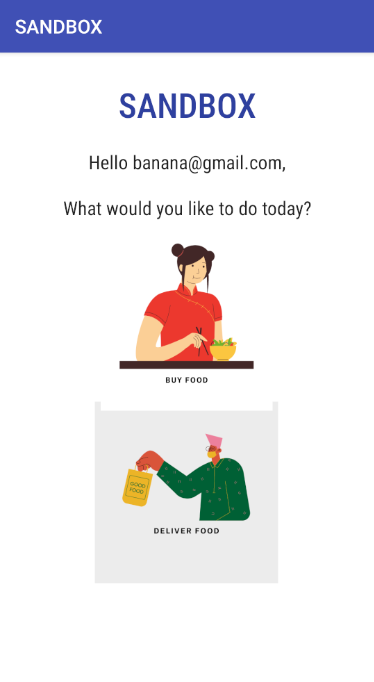 SANDBOX
SANDBOX
Hello banana@gmail.com,
What would you like to do today?
BUY FOOD
GOOD
FOOD
DELIVER FOOD